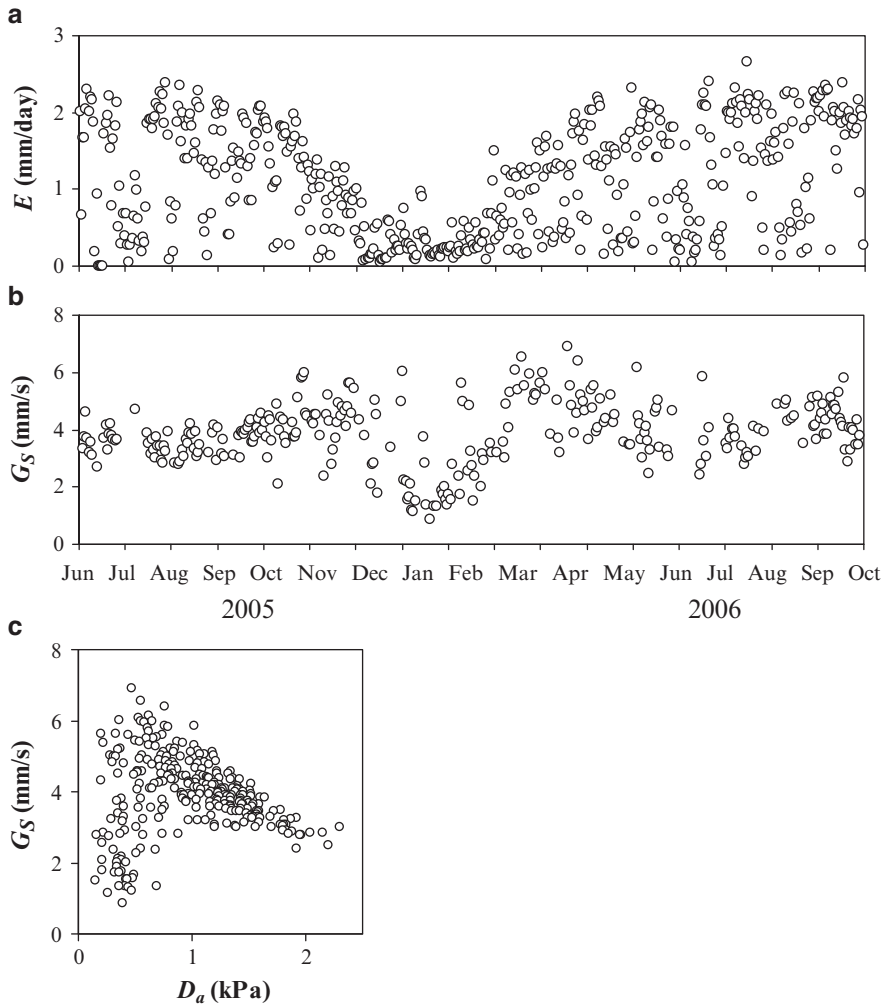 a
3
2
1
0
E (mm/day)
b
8
6
4
2
0
G_S (mm/s)
Jun Jul Aug Sep Oct Nov Dec Jan Feb Mar Apr May Jun Jul Aug Sep Oct
2005 2006
c
8
6
4
2
0
G_S (mm/s)
0 1 2
D_a (kPa)